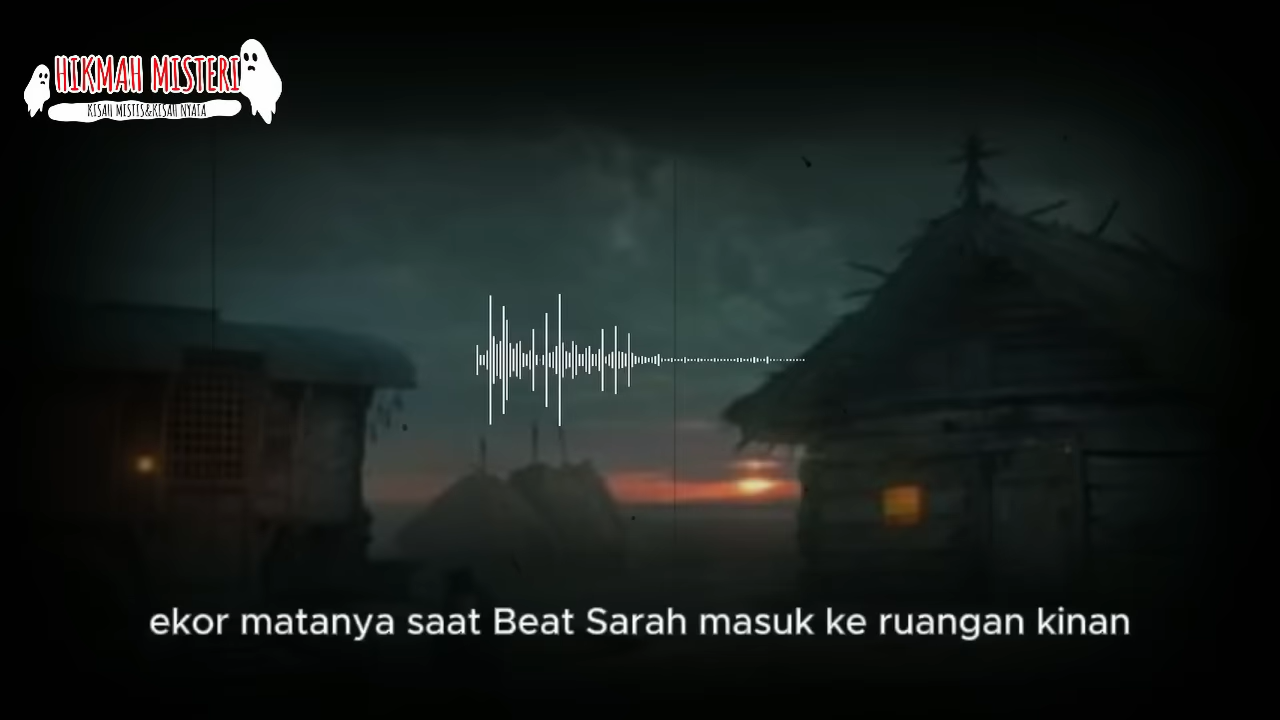 HIKMAH MISTERI
KISAH MISTIS&KISAH NYATA
ekor matanya saat Beat Sarah masuk ke ruangan kinan